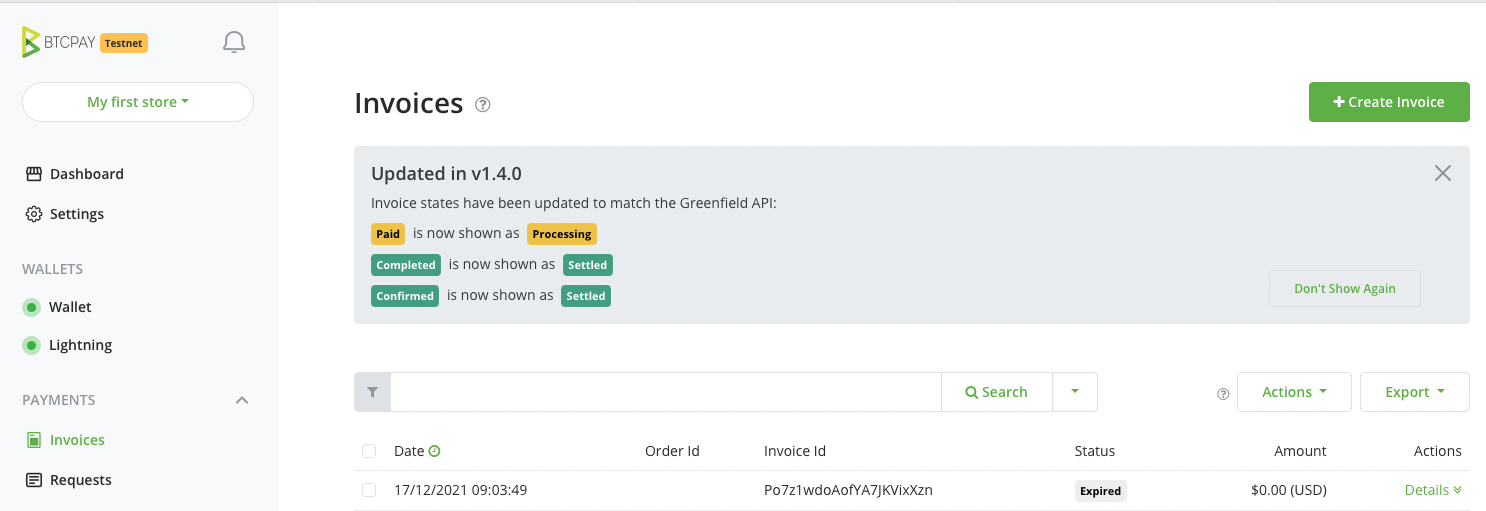 BTCPAY Testnet
My first store
Dashboard
Settings
WALLETS
Wallet
Lightning
PAYMENTS
Invoices
Requests
Invoices ?
+ Create Invoice
Updated in v1.4.0
Invoice states have been updated to match the Greenfield API:
Paid is now shown as Processing
Completed is now shown as Settled
Confirmed is now shown as Settled
Don't Show Again
Search
? Actions Export
Date Order Id Invoice Id Status Amount Actions
17/12/2021 09:03:49 Po7z1wdoAofYA7JKVixXzn Expired $0.00 (USD) Details